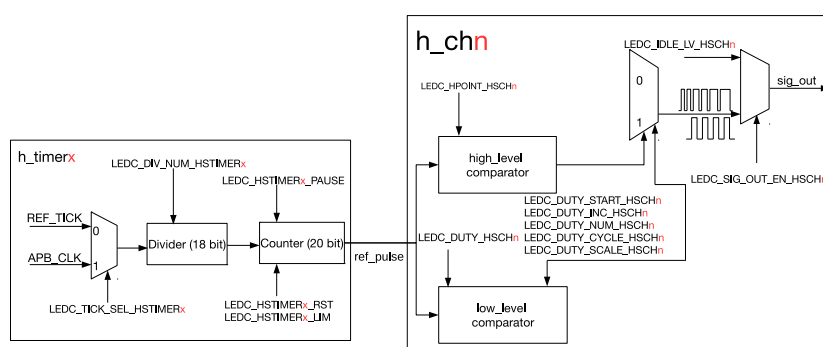 h_chn
LEDC_IDLE_LV_HSCHn
sig_out
0
1
LEDC_HPOINT_HSCHn
high_level
comparator
LEDC_SIG_OUT_EN_HSCHn
h_timerx
LEDC_DIV_NUM_HSTIMERx
LEDC_HSTIMERx_PAUSE
REF_TICK
0
APB_CLK
1
Divider (18 bit)
Counter (20 bit)
ref_pulse
LEDC_TICK_SEL_HSTIMERx
LEDC_HSTIMERx_RST
LEDC_HSTIMERx_LIM
LEDC_DUTY_HSCHn
LEDC_DUTY_START_HSCHn
LEDC_DUTY_INC_HSCHn
LEDC_DUTY_NUM_HSCHn
LEDC_DUTY_CYCLE_HSCHn
LEDC_DUTY_SCALE_HSCHn
low_level
comparator